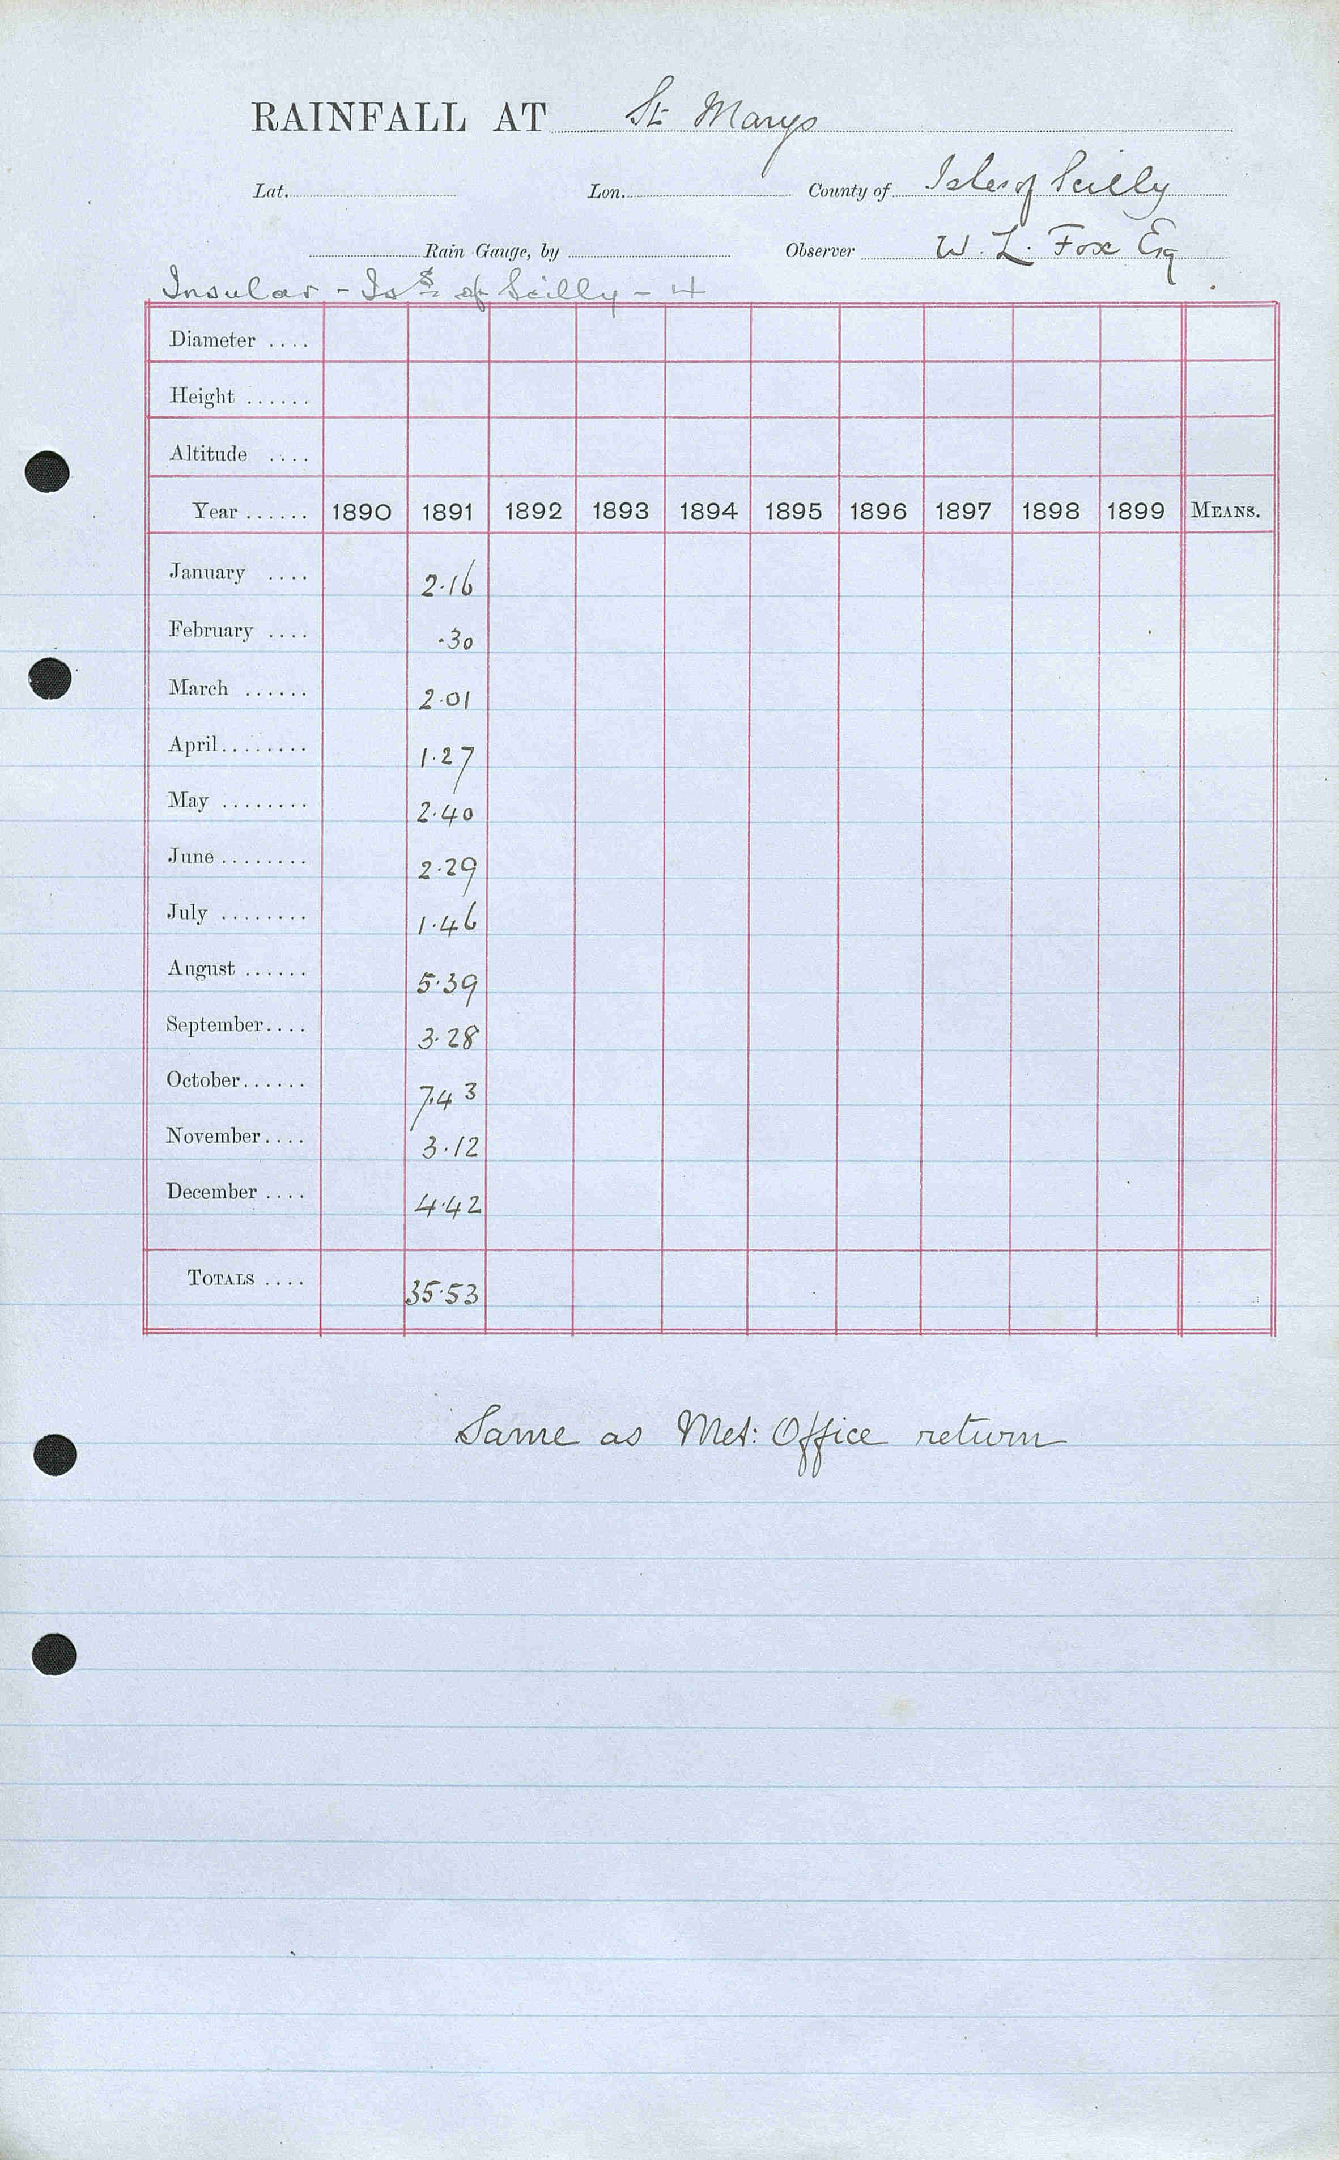 RAINFALL AT St Marys
Lat. Lon. County of Isles of Scilly
Rain Gauge, by Observer W. L. Fox Esq
Insular - Is^s of Scilly - 4
Diameter ....
Height ......
Altitude ....
Year ...... 1890 1891 1892 1893 1894 1895 1896 1897 1898 1899 MEANS.
January .... 2.16
February .... .30
March ...... 2.01
April........ 1.27
May ........ 2.40
June ........ 2.29
July ........ 1.46
August ...... 5.39
September.... 3.28
October...... 7.43
November.... 3.12
December .... 4.42
TOTALS .... 35.53
Same as Met: Office return